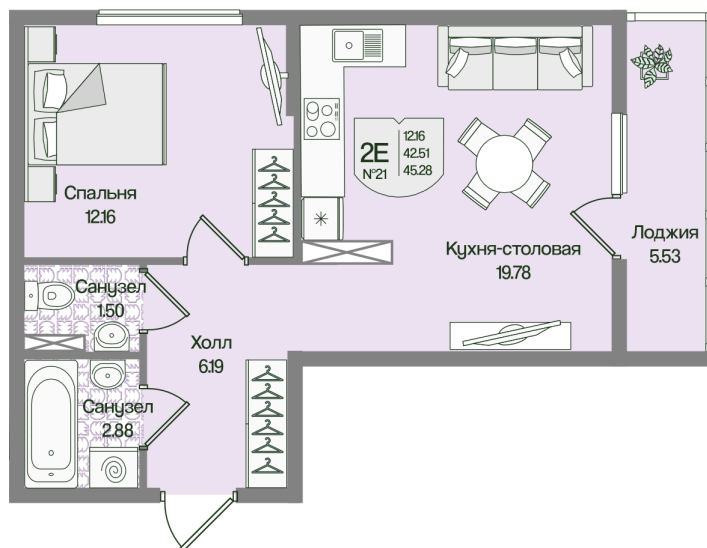 2Е
№21
12.16
42.51
45.28
Спальня
12.16
Кухня-столовая
19.78
Лоджия
5.53
Санузел
1.50
Холл
6.19
Санузел
2.88